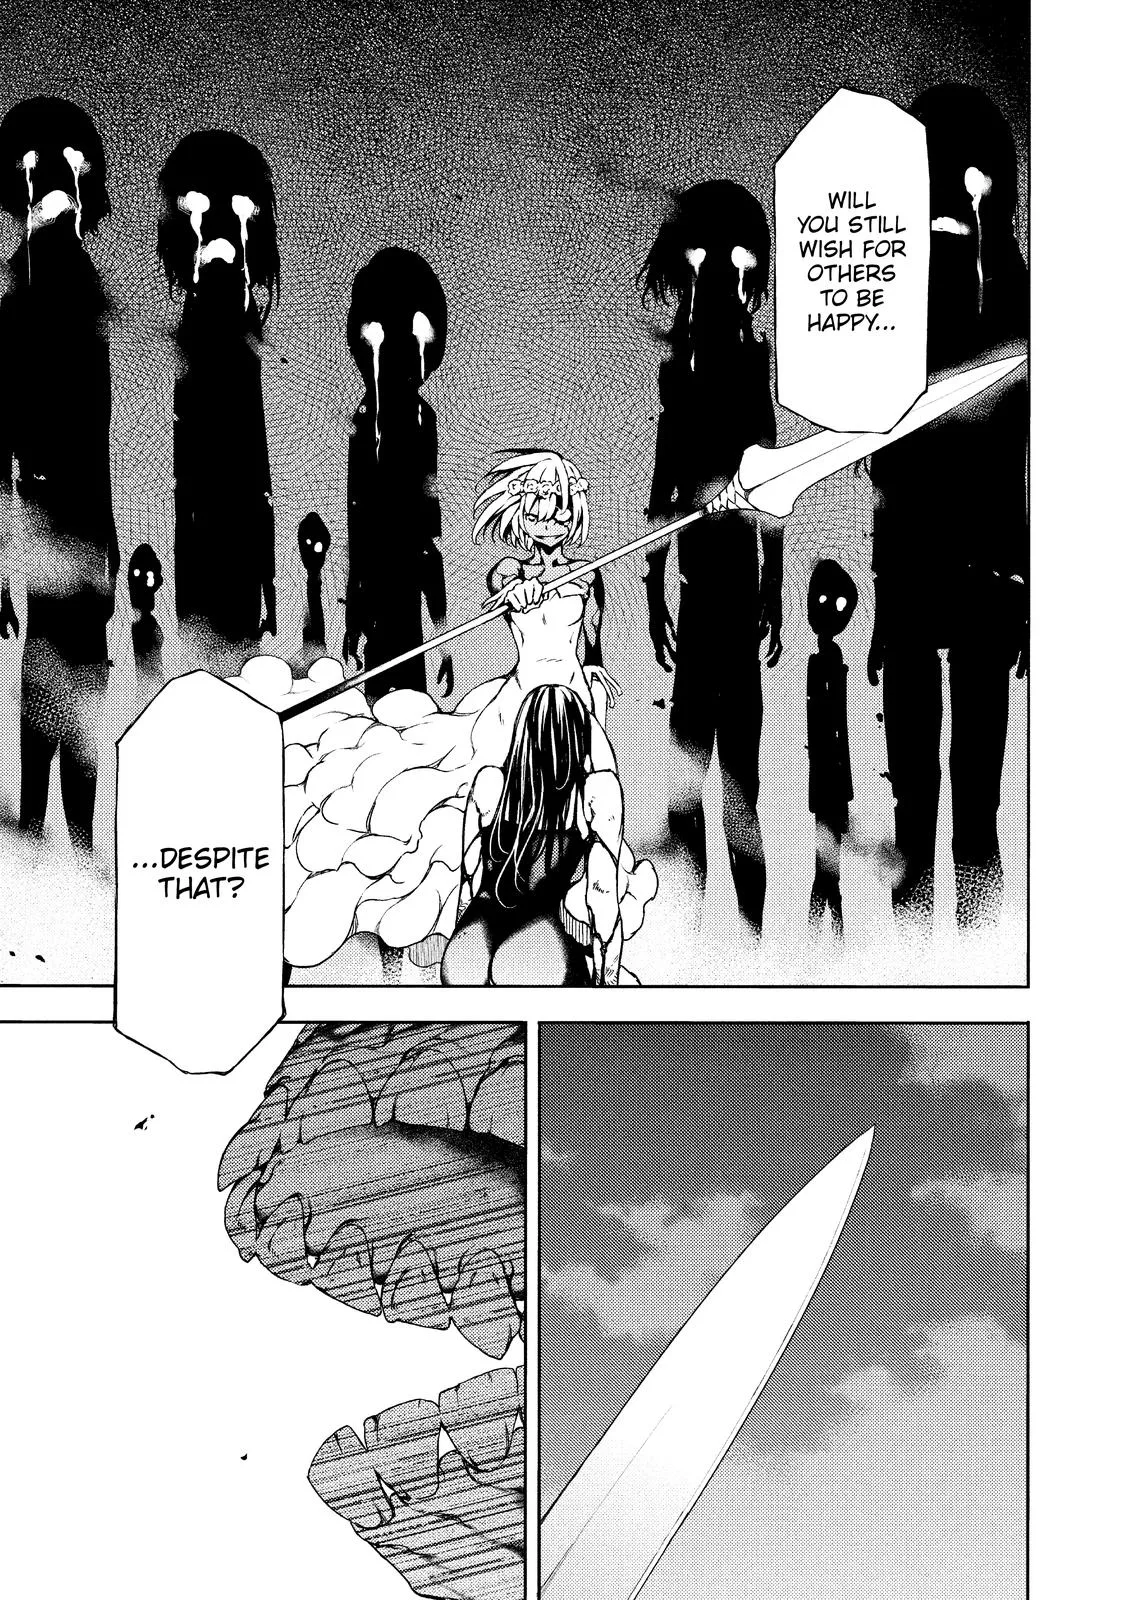 WILL
YOU STILL
WISH FOR
OTHERS
TO BE
HAPPY...
...DESPITE
THAT?